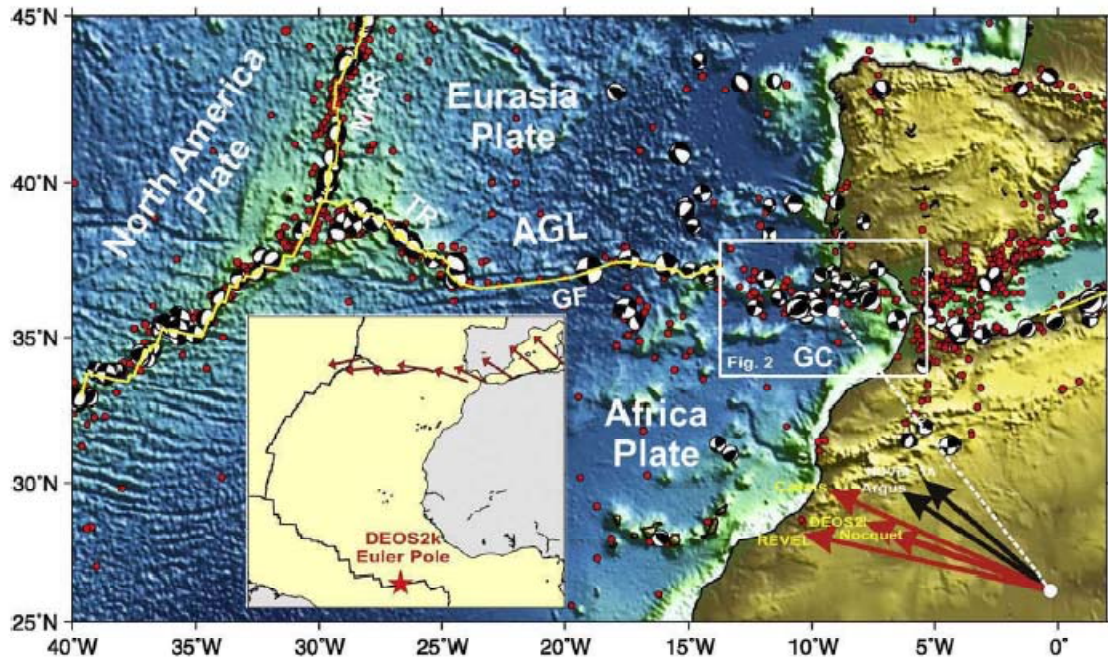 45°N
40°N
35°N
30°N
25°N
North America
Plate
MAR
Eurasia
Plate
TR
AGL
GF
Fig. 2
GC
Africa
Plate
Argus
DEOS2k
Nocquet
REVEL
DEOS2k
Euler Pole
40°W
35°W
30°W
25°W
20°W
15°W
10°W
5°W
0°